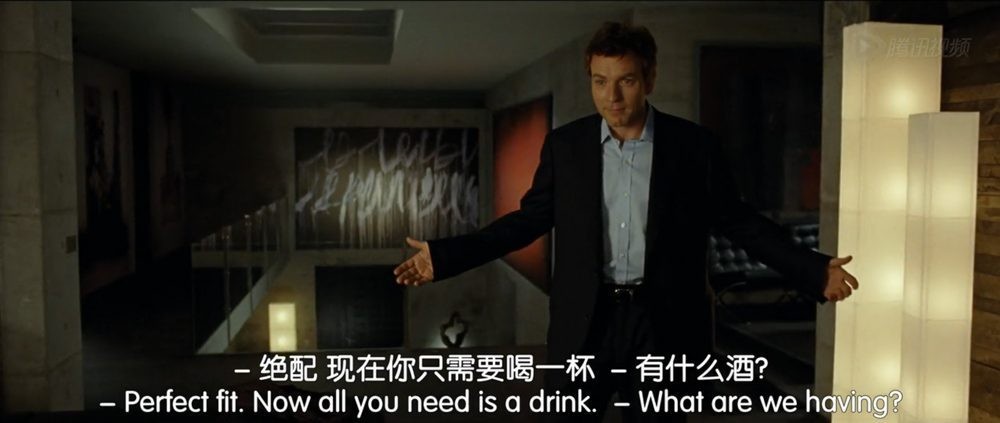 腾讯视频
– 绝配 现在你只需要喝一杯 – 有什么酒?
– Perfect fit. Now all you need is a drink. – What are we having?